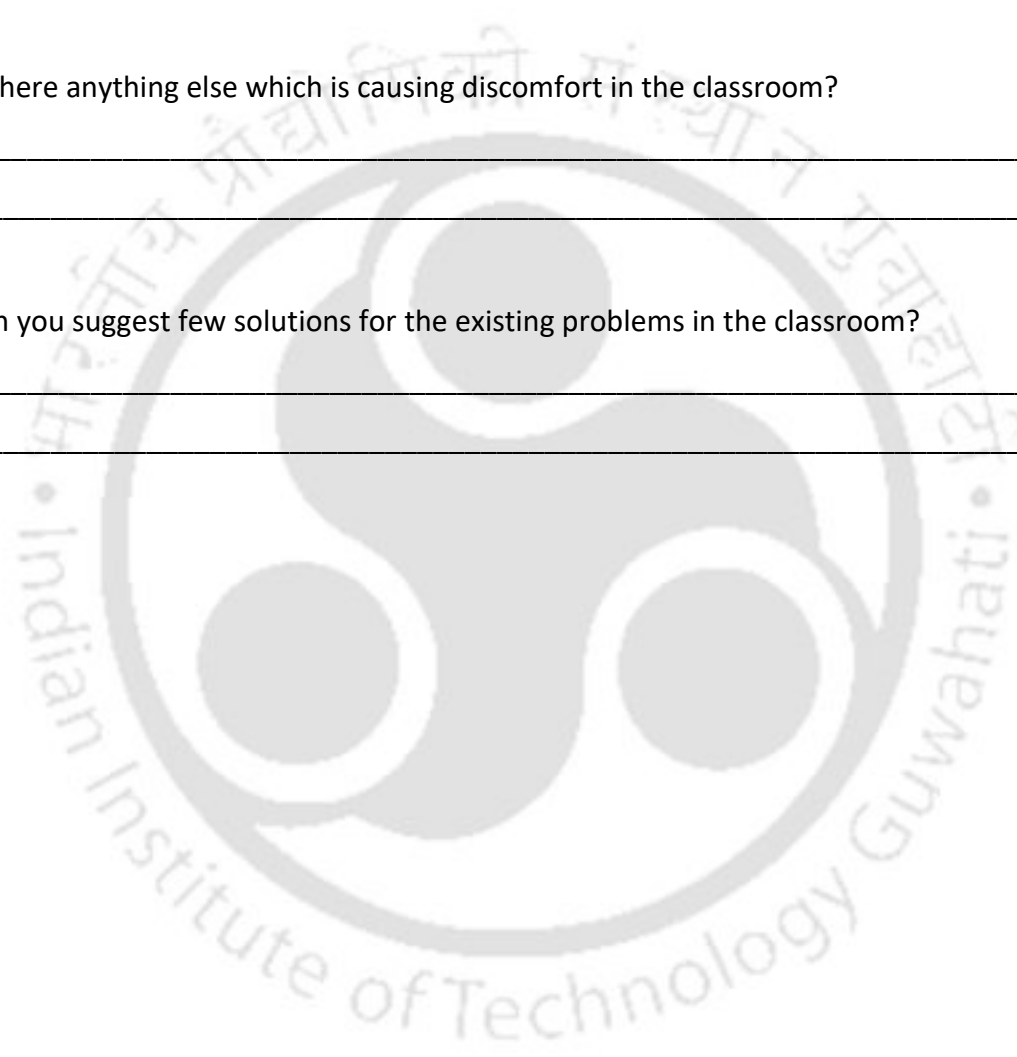 here anything else which is causing discomfort in the classroom?
you suggest few solutions for the existing problems in the classroom?
भारतीय प्रौद्योगिकी संस्थान गुवाहाटी
• Indian Institute of Technology Guwahati •